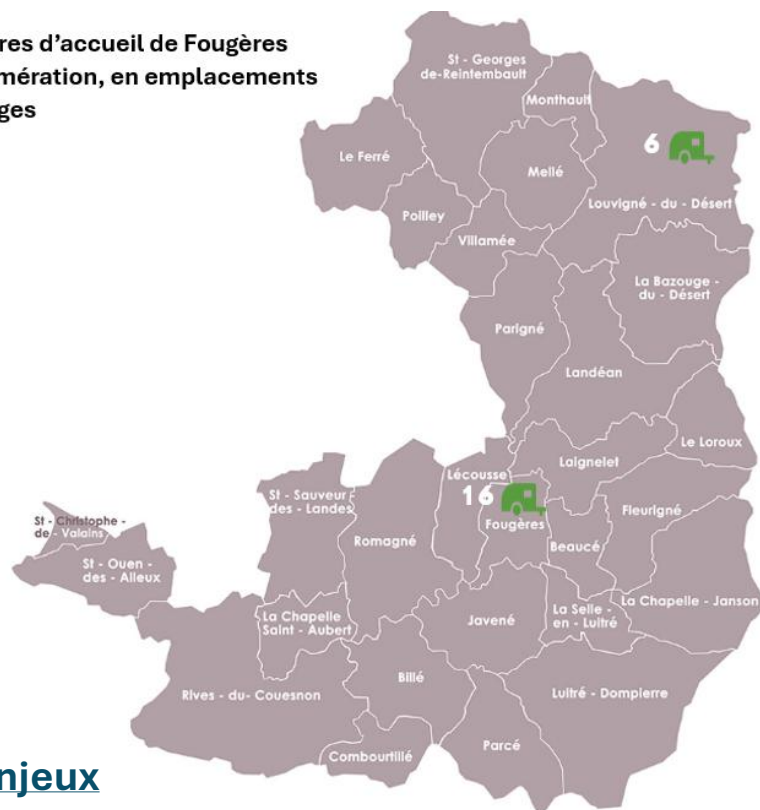 res d'accueil de Fougères
mération, en emplacements
ges
St - Georges
de-Reintembault
Monthault
Le Ferré
Mellé
6
Louvigné - du - Désert
Poilley
Villamée
La Bazouge -
du - Désert
Parigné
Landéan
Le Loroux
Laignelet
Lécousse
16
Fougères
Fleurigné
Beaucé
St - Sauveur
des - Landes
Romagné
St - Christophe -
de - Valains
St - Ouen -
des - Alleux
La Chapelle
Saint - Aubert
Javené
La Selle -
en - Luitré
La Chapelle - Janson
Rives - du- Couesnon
Billé
Luitré - Dompierre
Combourtillé
Parcé
njeux